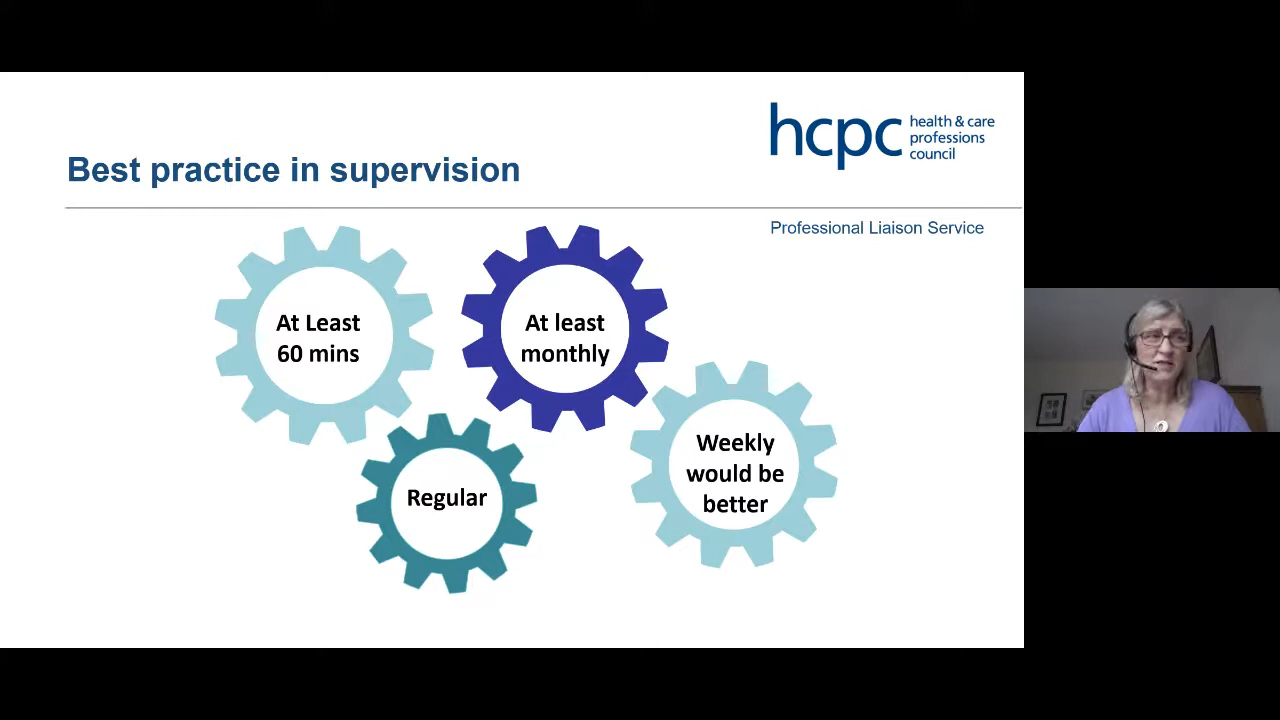 hcpc
health & care
professions
council
Best practice in supervision
Professional Liaison Service
At Least
60 mins
At least
monthly
Regular
Weekly
would be
better